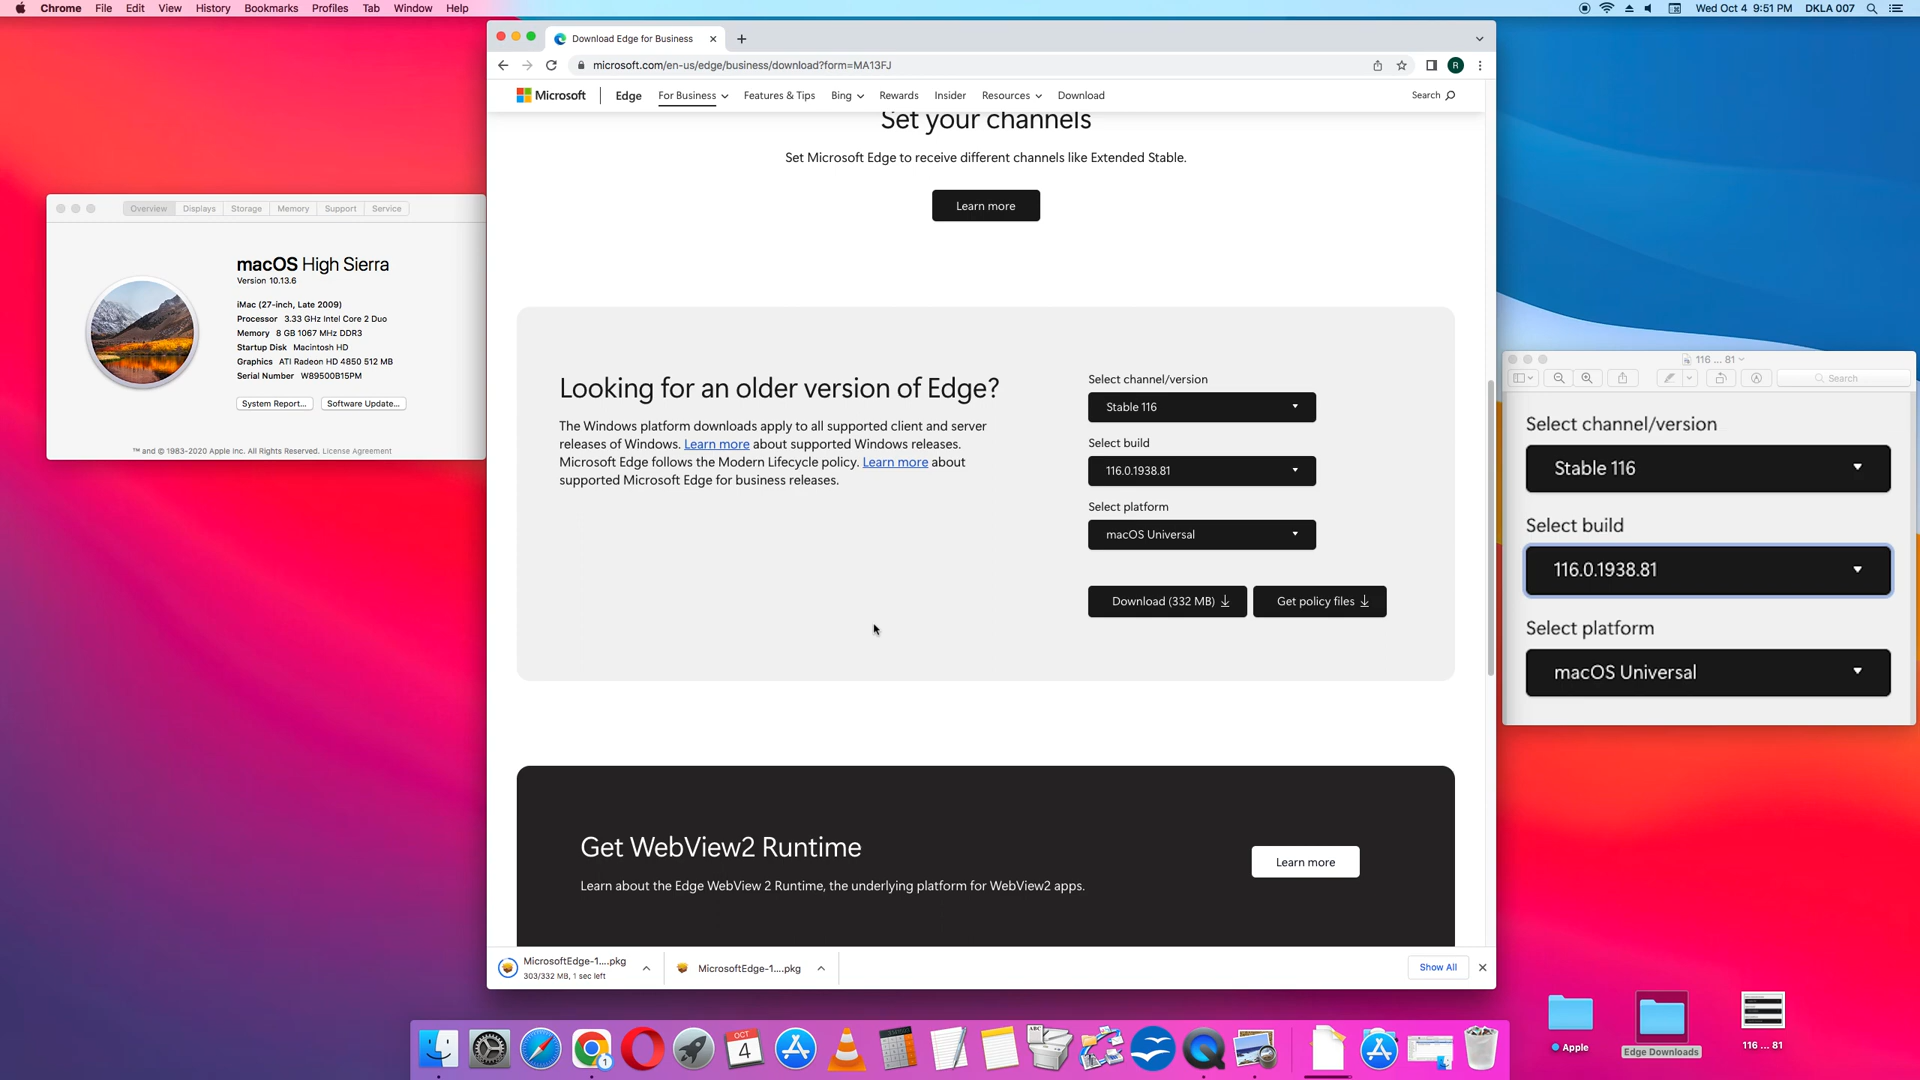 Chrome File Edit View History Bookmarks Profiles Tab Window Help
Wed Oct 4 9:51 PM DKLA 007
Download Edge for Business
microsoft.com/en-us/edge/business/download?form=MA13FJ
R
Microsoft Edge For Business Features & Tips Bing Rewards Insider Resources Download Search
Set your channels
Set Microsoft Edge to receive different channels like Extended Stable.
Learn more
Overview Displays Storage Memory Support Service
macOS High Sierra
Version 10.13.6
iMac (27-inch, Late 2009)
Processor 3.33 GHz Intel Core 2 Duo
Memory 8 GB 1067 MHz DDR3
Startup Disk Macintosh HD
Graphics ATI Radeon HD 4850 512 MB
Serial Number W89500B15PM
System Report... Software Update...
™ and © 1983-2020 Apple Inc. All Rights Reserved. License Agreement
Looking for an older version of Edge?
The Windows platform downloads apply to all supported client and server
releases of Windows. Learn more about supported Windows releases.
Microsoft Edge follows the Modern Lifecycle policy. Learn more about
supported Microsoft Edge for business releases.
Select channel/version
Stable 116
Select build
116.0.1938.81
Select platform
macOS Universal
Download (332 MB) Get policy files
116 ... 81
Search
Select channel/version
Stable 116
Select build
116.0.1938.81
Select platform
macOS Universal
Get WebView2 Runtime
Learn about the Edge WebView 2 Runtime, the underlying platform for WebView2 apps.
Learn more
MicrosoftEdge-1....pkg
303/332 MB, 1 sec left
MicrosoftEdge-1....pkg
Show All
Apple
Edge Downloads
116 ... 81
OCT
4
ABC
1